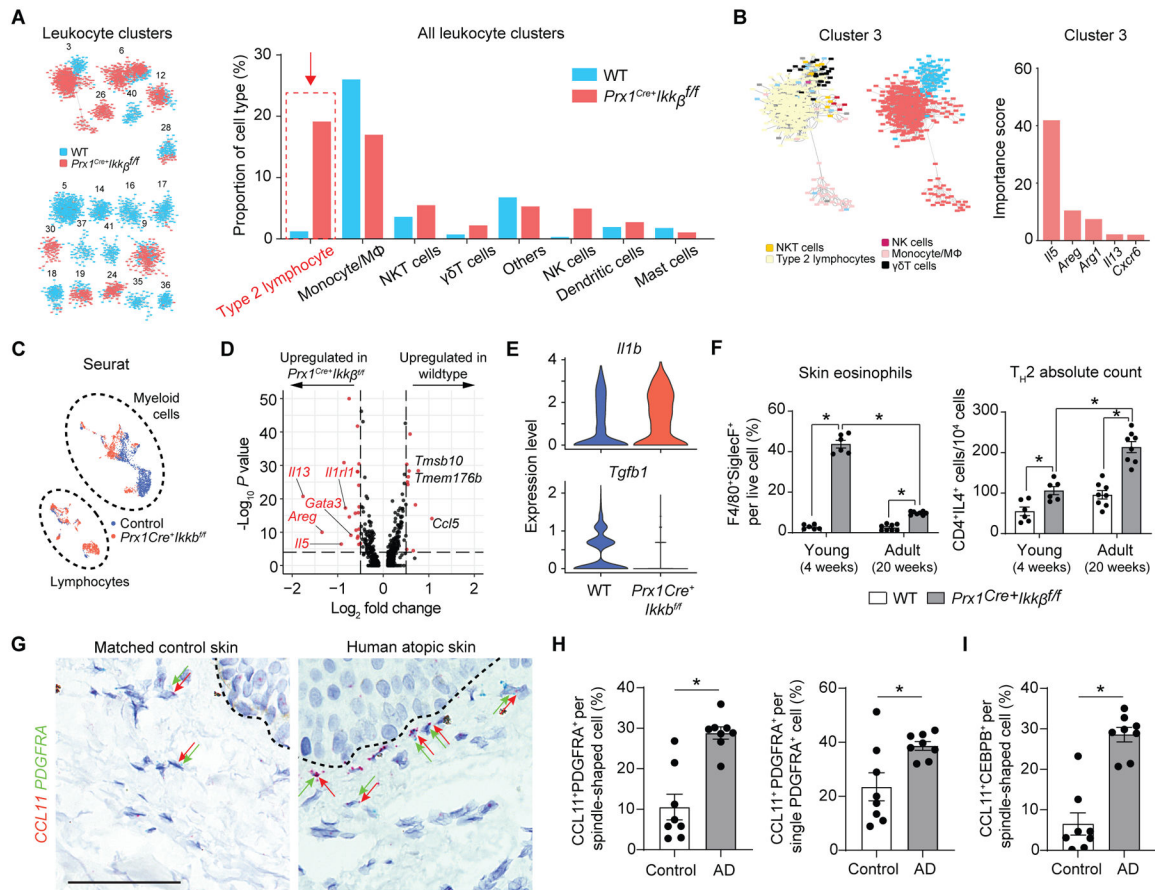 A
Leukocyte clusters
3
6
12
26
40
28
WT
Prx1Cre+Ikkβf/f
5
14
16
17
30
37
41
9
18
19
24
35
36
All leukocyte clusters
Proportion of cell type (%)
30
20
10
0
WT
Prx1Cre+Ikkβf/f
Type 2 lymphocyte
Monocyte/MΦ
NKT cells
γδT cells
Others
NK cells
Dendritic cells
Mast cells
B
Cluster 3
NKT cells
Type 2 lymphocytes
NK cells
Monocyte/MΦ
γδT cells
Cluster 3
Importance score
60
40
20
0
Il5
Areg
Arg1
Il13
Cxcr6
C
Seurat
Myeloid
cells
Control
Prx1Cre+Ikkbf/f
Lymphocytes
D
Upregulated in
Prx1Cre+Ikkβf/f
Upregulated in
wildtype
-Log10 P value
50
40
30
20
10
0
Il13
Il1rl1
Gata3
Areg
Il5
Tmsb10
Tmem176b
Ccl5
−2
−1
0
1
2
Log2 fold change
E
Expression level
Il1b
2
1
0
Tgfb1
4
2
0
WT
Prx1Cre+
Ikkbf/f
F
Skin eosinophils
F4/80+SiglecF+
per live cell (%)
80
60
40
20
0
*
*
*
Young
(4 weeks)
Adult
(20 weeks)
TH2 absolute count
CD4+IL4+ cells/10^4 cells
400
300
200
100
0
*
*
*
Young
(4 weeks)
Adult
(20 weeks)
WT
Prx1Cre+Ikkβf/f
G
Matched control skin
Human atopic skin
CCL11 PDGFRA
H
CCL11+PDGFRA+ per
spindle-shaped cell (%)
40
30
20
10
0
*
Control
AD
CCL11+ PDGFRA+ per
single PDGFRA+ cell (%)
60
40
20
0
*
Control
AD
I
CCL11+CEBPB+ per
spindle-shaped cell (%)
40
30
20
10
0
*
Control
AD